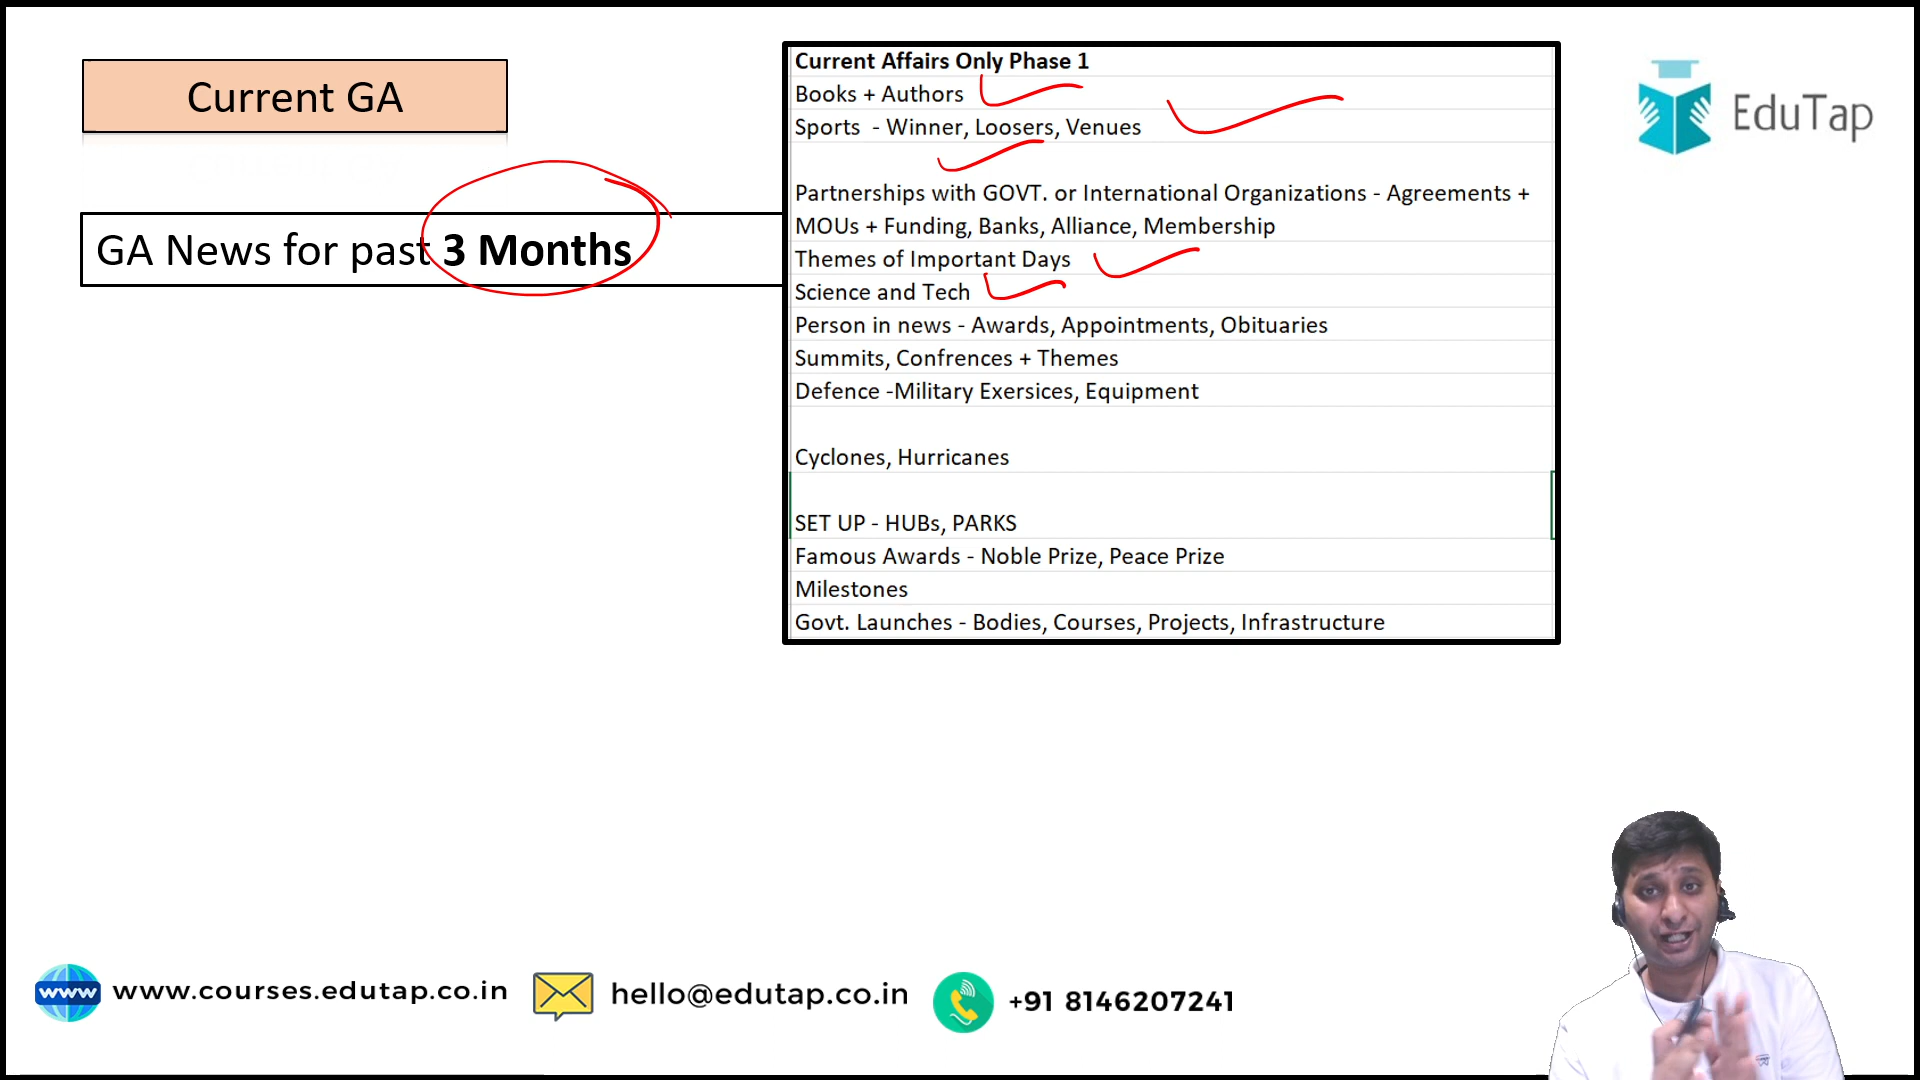 Current GA
GA News for past 3 Months
Current Affairs Only Phase 1
Books + Authors
Sports - Winner, Loosers, Venues
Partnerships with GOVT. or International Organizations - Agreements +
MOUs + Funding, Banks, Alliance, Membership
Themes of Important Days
Science and Tech
Person in news - Awards, Appointments, Obituaries
Summits, Confrences + Themes
Defence -Military Exersices, Equipment
Cyclones, Hurricanes
SET UP - HUBs, PARKS
Famous Awards - Noble Prize, Peace Prize
Milestones
Govt. Launches - Bodies, Courses, Projects, Infrastructure
EduTap
www www.courses.edutap.co.in
hello@edutap.co.in
+91 8146207241